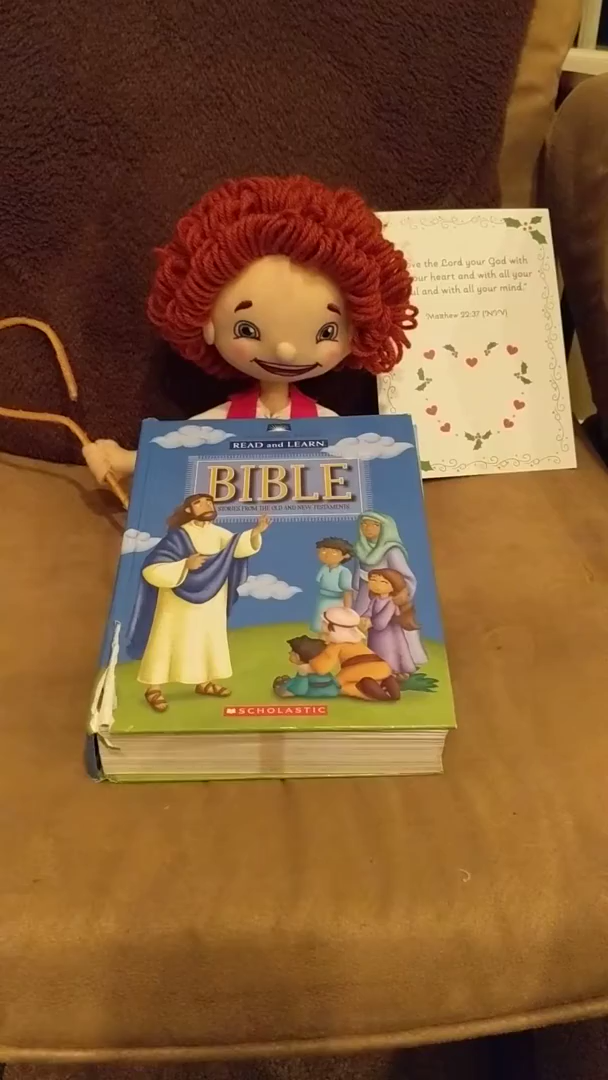 READ and LEARN
BIBLE
STORIES FROM THE OLD AND NEW TESTAMENTS
SCHOLASTIC
the Lord your God with
your heart and with all your
and with all your mind."
Matthew 22:37 (NIV)